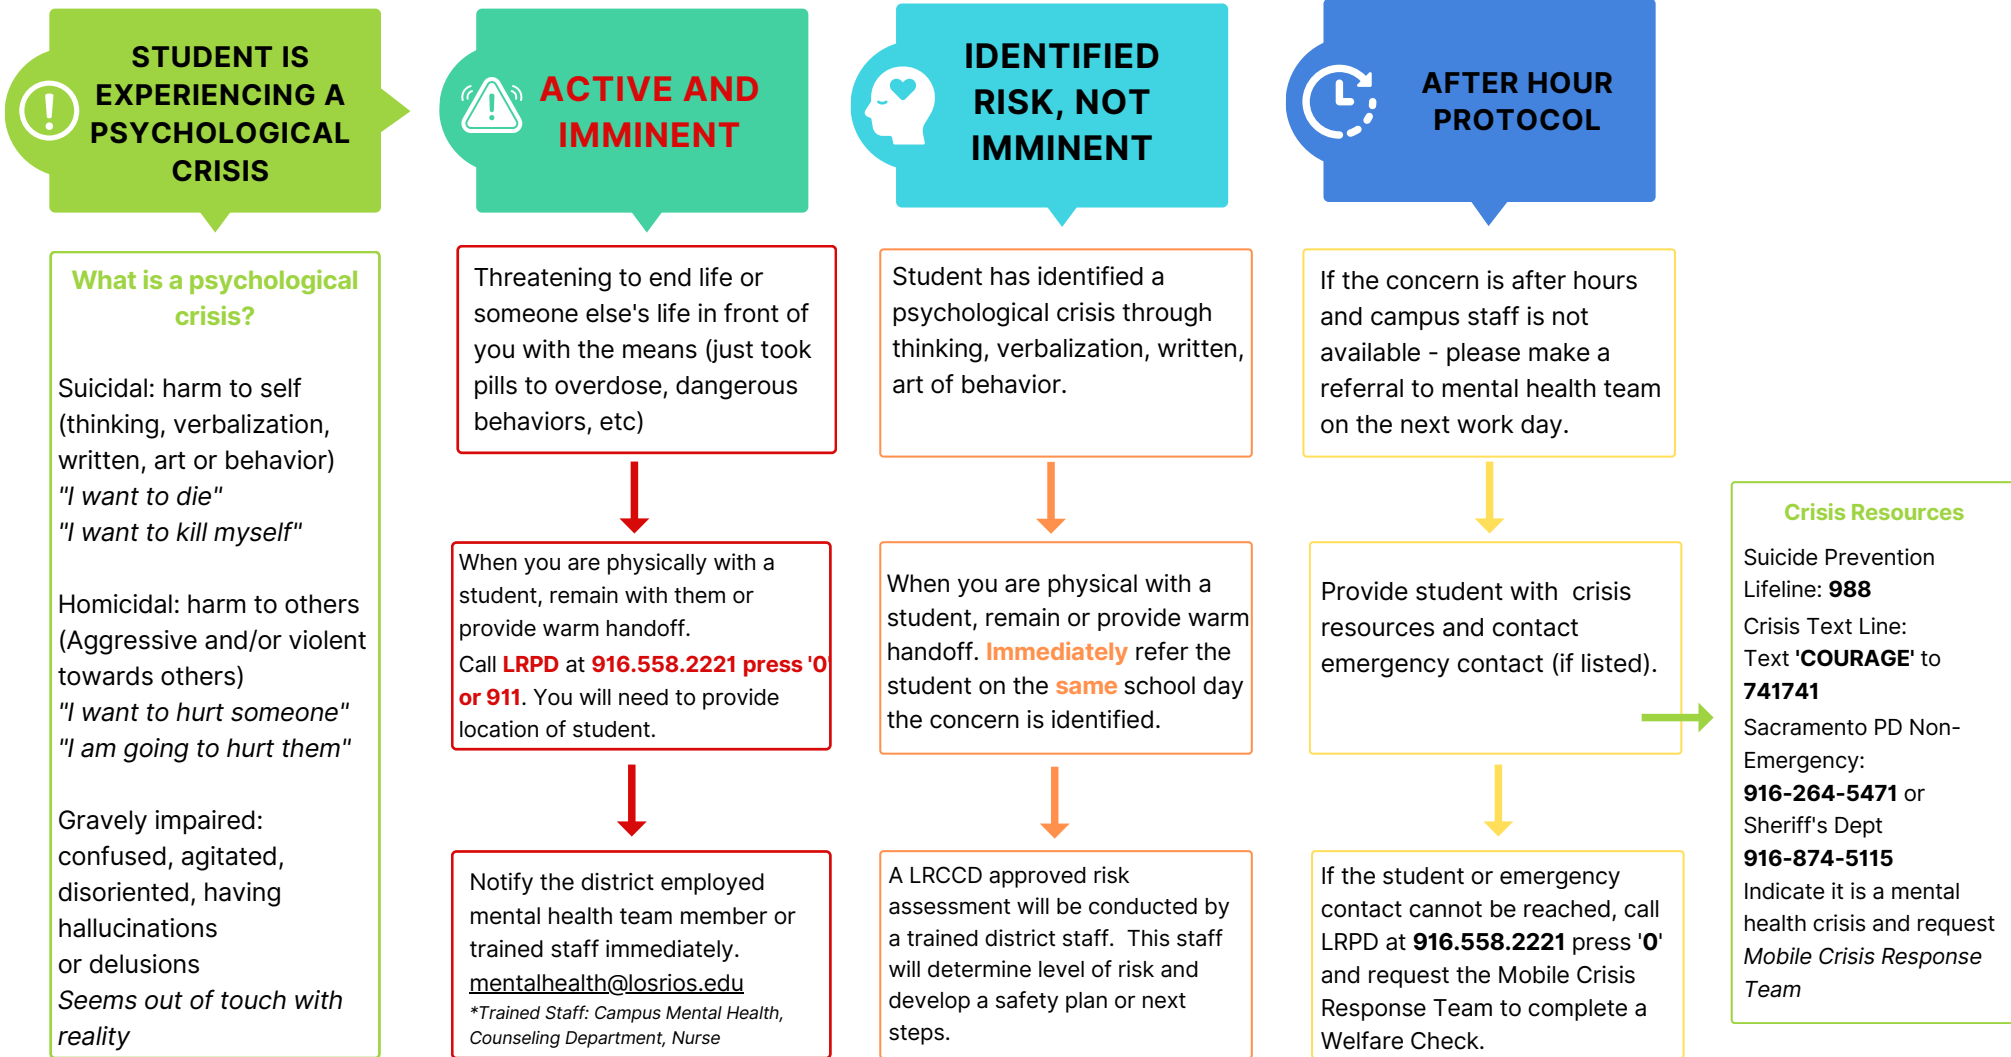 STUDENT IS
EXPERIENCING A
PSYCHOLOGICAL
CRISIS
What is a psychological
crisis?
Suicidal: harm to self
(thinking, verbalization,
written, art or behavior)
"I want to die"
"I want to kill myself"
Homicidal: harm to others
(Aggressive and/or violent
towards others)
"I want to hurt someone"
"I am going to hurt them"
Gravely impaired:
confused, agitated,
disoriented, having
hallucinations
or delusions
Seems out of touch with
reality
ACTIVE AND
IMMINENT
Threatening to end life or
someone else's life in front of
you with the means (just took
pills to overdose, dangerous
behaviors, etc)
When you are physically with a
student, remain with them or
provide warm handoff.
Call LRPD at 916.558.2221 press '0'
or 911. You will need to provide
location of student.
Notify the district employed
mental health team member or
trained staff immediately.
mentalhealth@losrios.edu
*Trained Staff: Campus Mental Health,
Counseling Department, Nurse
IDENTIFIED
RISK, NOT
IMMINENT
Student has identified a
psychological crisis through
thinking, verbalization, written,
art of behavior.
When you are physical with a
student, remain or provide warm
handoff. Immediately refer the
student on the same school day
the concern is identified.
A LRCCD approved risk
assessment will be conducted by
a trained district staff.  This staff
will determine level of risk and
develop a safety plan or next
steps.
AFTER HOUR
PROTOCOL
If the concern is after hours
and campus staff is not
available - please make a
referral to mental health team
on the next work day.
Provide student with  crisis
resources and contact
emergency contact (if listed).
If the student or emergency
contact cannot be reached, call
LRPD at 916.558.2221 press '0'
and request the Mobile Crisis
Response Team to complete a
Welfare Check.
Crisis Resources
Suicide Prevention
Lifeline: 988
Crisis Text Line:
Text 'COURAGE' to
741741
Sacramento PD Non-
Emergency:
916-264-5471 or
Sheriff's Dept
916-874-5115
Indicate it is a mental
health crisis and request
Mobile Crisis Response
Team